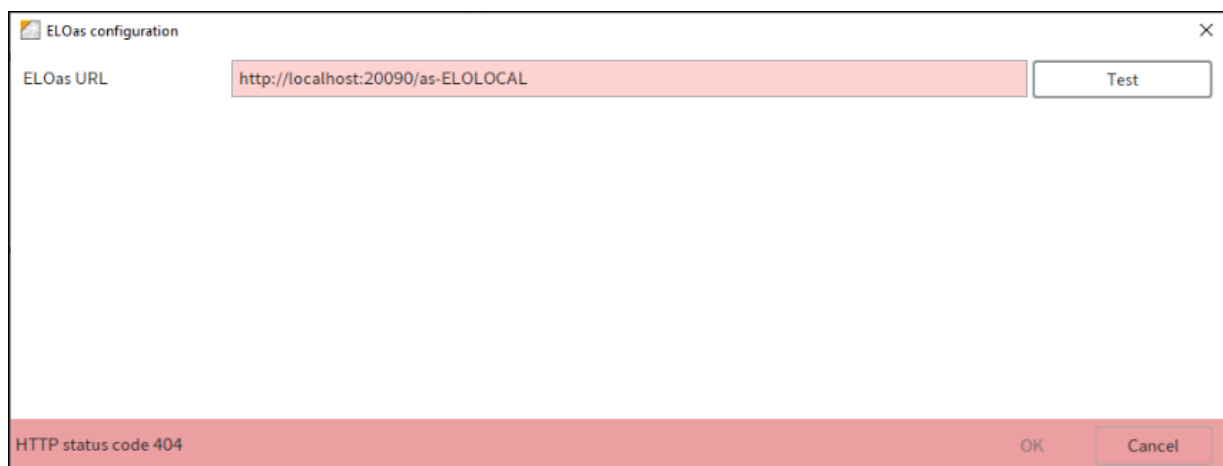 ELOas configuration
ELOas URL
http://localhost:20090/as-ELOLOCAL
Test
HTTP status code 404
OK
Cancel